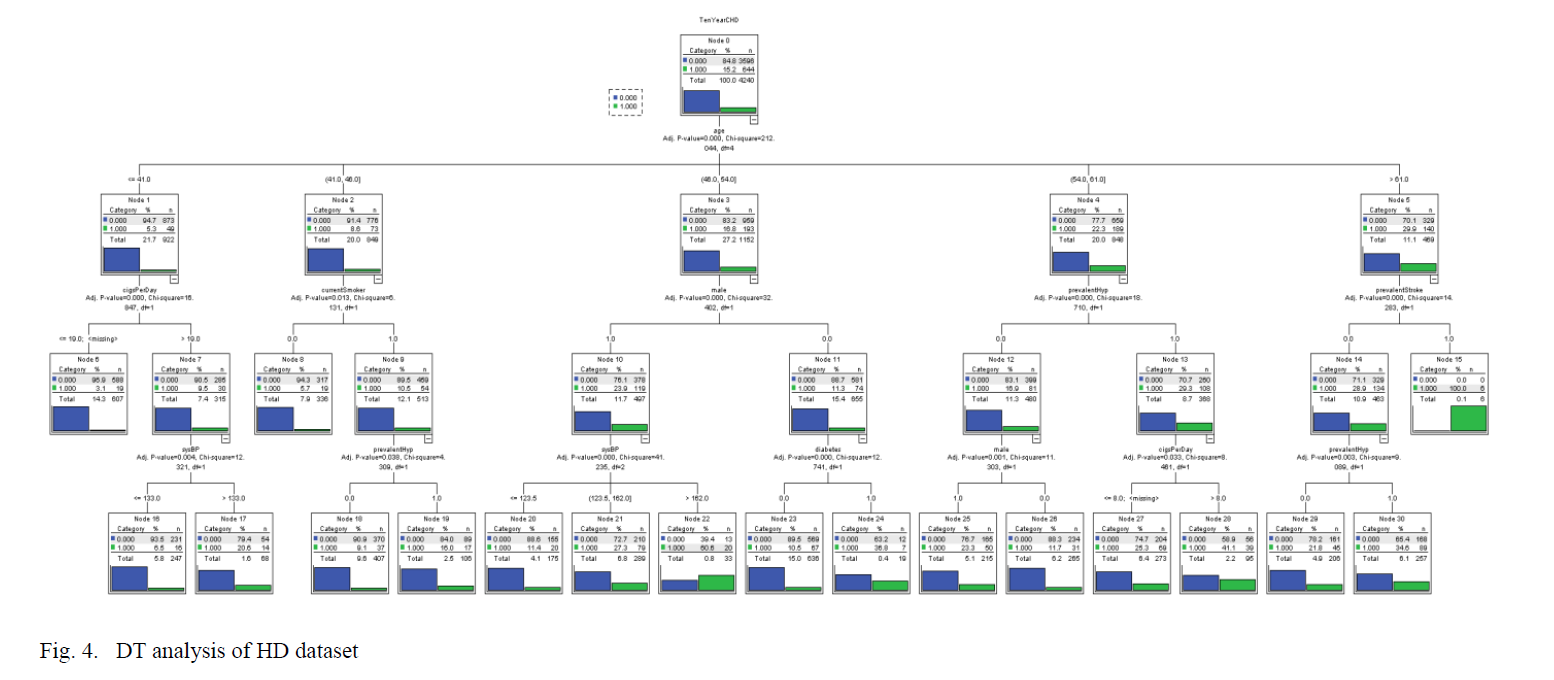 TenYearCHD
Node 0
Category % n
0.000 84.8 3596
1.000 15.2 644
Total 100.0 4240
0.000
1.000
age
Adj. P-value=0.000, Chi-square=212.
044, df=4
<= 41.0
(41.0, 46.0]
(46.0, 54.0]
(54.0, 61.0]
> 61.0
Node 1
Category % n
0.000 94.7 873
1.000 5.3 49
Total 21.7 922
Node 2
Category % n
0.000 91.4 776
1.000 8.6 73
Total 20.0 849
Node 3
Category % n
0.000 83.2 959
1.000 16.8 193
Total 27.2 1152
Node 4
Category % n
0.000 77.7 659
1.000 22.3 189
Total 20.0 848
Node 5
Category % n
0.000 70.1 329
1.000 29.9 140
Total 11.1 469
cigsPerDay
Adj. P-value=0.000, Chi-square=16.
847, df=1
currentSmoker
Adj. P-value=0.013, Chi-square=6.
131, df=1
male
Adj. P-value=0.000, Chi-square=32.
402, df=1
prevalentHyp
Adj. P-value=0.000, Chi-square=18.
710, df=1
prevalentStroke
Adj. P-value=0.000, Chi-square=14.
283, df=1
<= 19.0; <missing>
> 19.0
0.0
1.0
1.0
0.0
0.0
1.0
0.0
1.0
Node 6
Category % n
0.000 96.9 588
1.000 3.1 19
Total 14.3 607
Node 7
Category % n
0.000 90.5 285
1.000 9.5 30
Total 7.4 315
Node 8
Category % n
0.000 94.3 317
1.000 5.7 19
Total 7.9 336
Node 9
Category % n
0.000 89.5 459
1.000 10.5 54
Total 12.1 513
Node 10
Category % n
0.000 76.1 378
1.000 23.9 119
Total 11.7 497
Node 11
Category % n
0.000 88.7 581
1.000 11.3 74
Total 15.4 655
Node 12
Category % n
0.000 83.1 399
1.000 16.9 81
Total 11.3 480
Node 13
Category % n
0.000 70.7 260
1.000 29.3 108
Total 8.7 368
Node 14
Category % n
0.000 71.1 329
1.000 28.9 134
Total 10.9 463
Node 15
Category % n
0.000 0.0 0
1.000 100.0 6
Total 0.1 6
sysBP
Adj. P-value=0.004, Chi-square=12.
321, df=1
prevalentHyp
Adj. P-value=0.038, Chi-square=4.
309, df=1
sysBP
Adj. P-value=0.000, Chi-square=41.
235, df=2
diabetes
Adj. P-value=0.000, Chi-square=12.
741, df=1
male
Adj. P-value=0.001, Chi-square=11.
303, df=1
cigsPerDay
Adj. P-value=0.033, Chi-square=8.
461, df=1
prevalentHyp
Adj. P-value=0.003, Chi-square=9.
089, df=1
<= 133.0
> 133.0
0.0
1.0
<= 123.5
(123.5, 162.0]
> 162.0
0.0
1.0
1.0
0.0
<= 8.0; <missing>
> 8.0
0.0
1.0
Node 16
Category % n
0.000 93.5 231
1.000 6.5 16
Total 5.8 247
Node 17
Category % n
0.000 79.4 54
1.000 20.6 14
Total 1.6 68
Node 18
Category % n
0.000 90.9 370
1.000 9.1 37
Total 9.6 407
Node 19
Category % n
0.000 84.0 89
1.000 16.0 17
Total 2.5 106
Node 20
Category % n
0.000 88.6 155
1.000 11.4 20
Total 4.1 175
Node 21
Category % n
0.000 72.7 210
1.000 27.3 79
Total 6.8 289
Node 22
Category % n
0.000 39.4 13
1.000 60.6 20
Total 0.8 33
Node 23
Category % n
0.000 89.5 569
1.000 10.5 67
Total 15.0 636
Node 24
Category % n
0.000 63.2 12
1.000 36.8 7
Total 0.4 19
Node 25
Category % n
0.000 76.7 165
1.000 23.3 50
Total 5.1 215
Node 26
Category % n
0.000 88.3 234
1.000 11.7 31
Total 6.2 265
Node 27
Category % n
0.000 74.7 204
1.000 25.3 69
Total 6.4 273
Node 28
Category % n
0.000 58.9 56
1.000 41.1 39
Total 2.2 95
Node 29
Category % n
0.000 78.2 161
1.000 21.8 45
Total 4.9 206
Node 30
Category % n
0.000 65.4 168
1.000 34.6 89
Total 6.1 257
Fig. 4. DT analysis of HD dataset